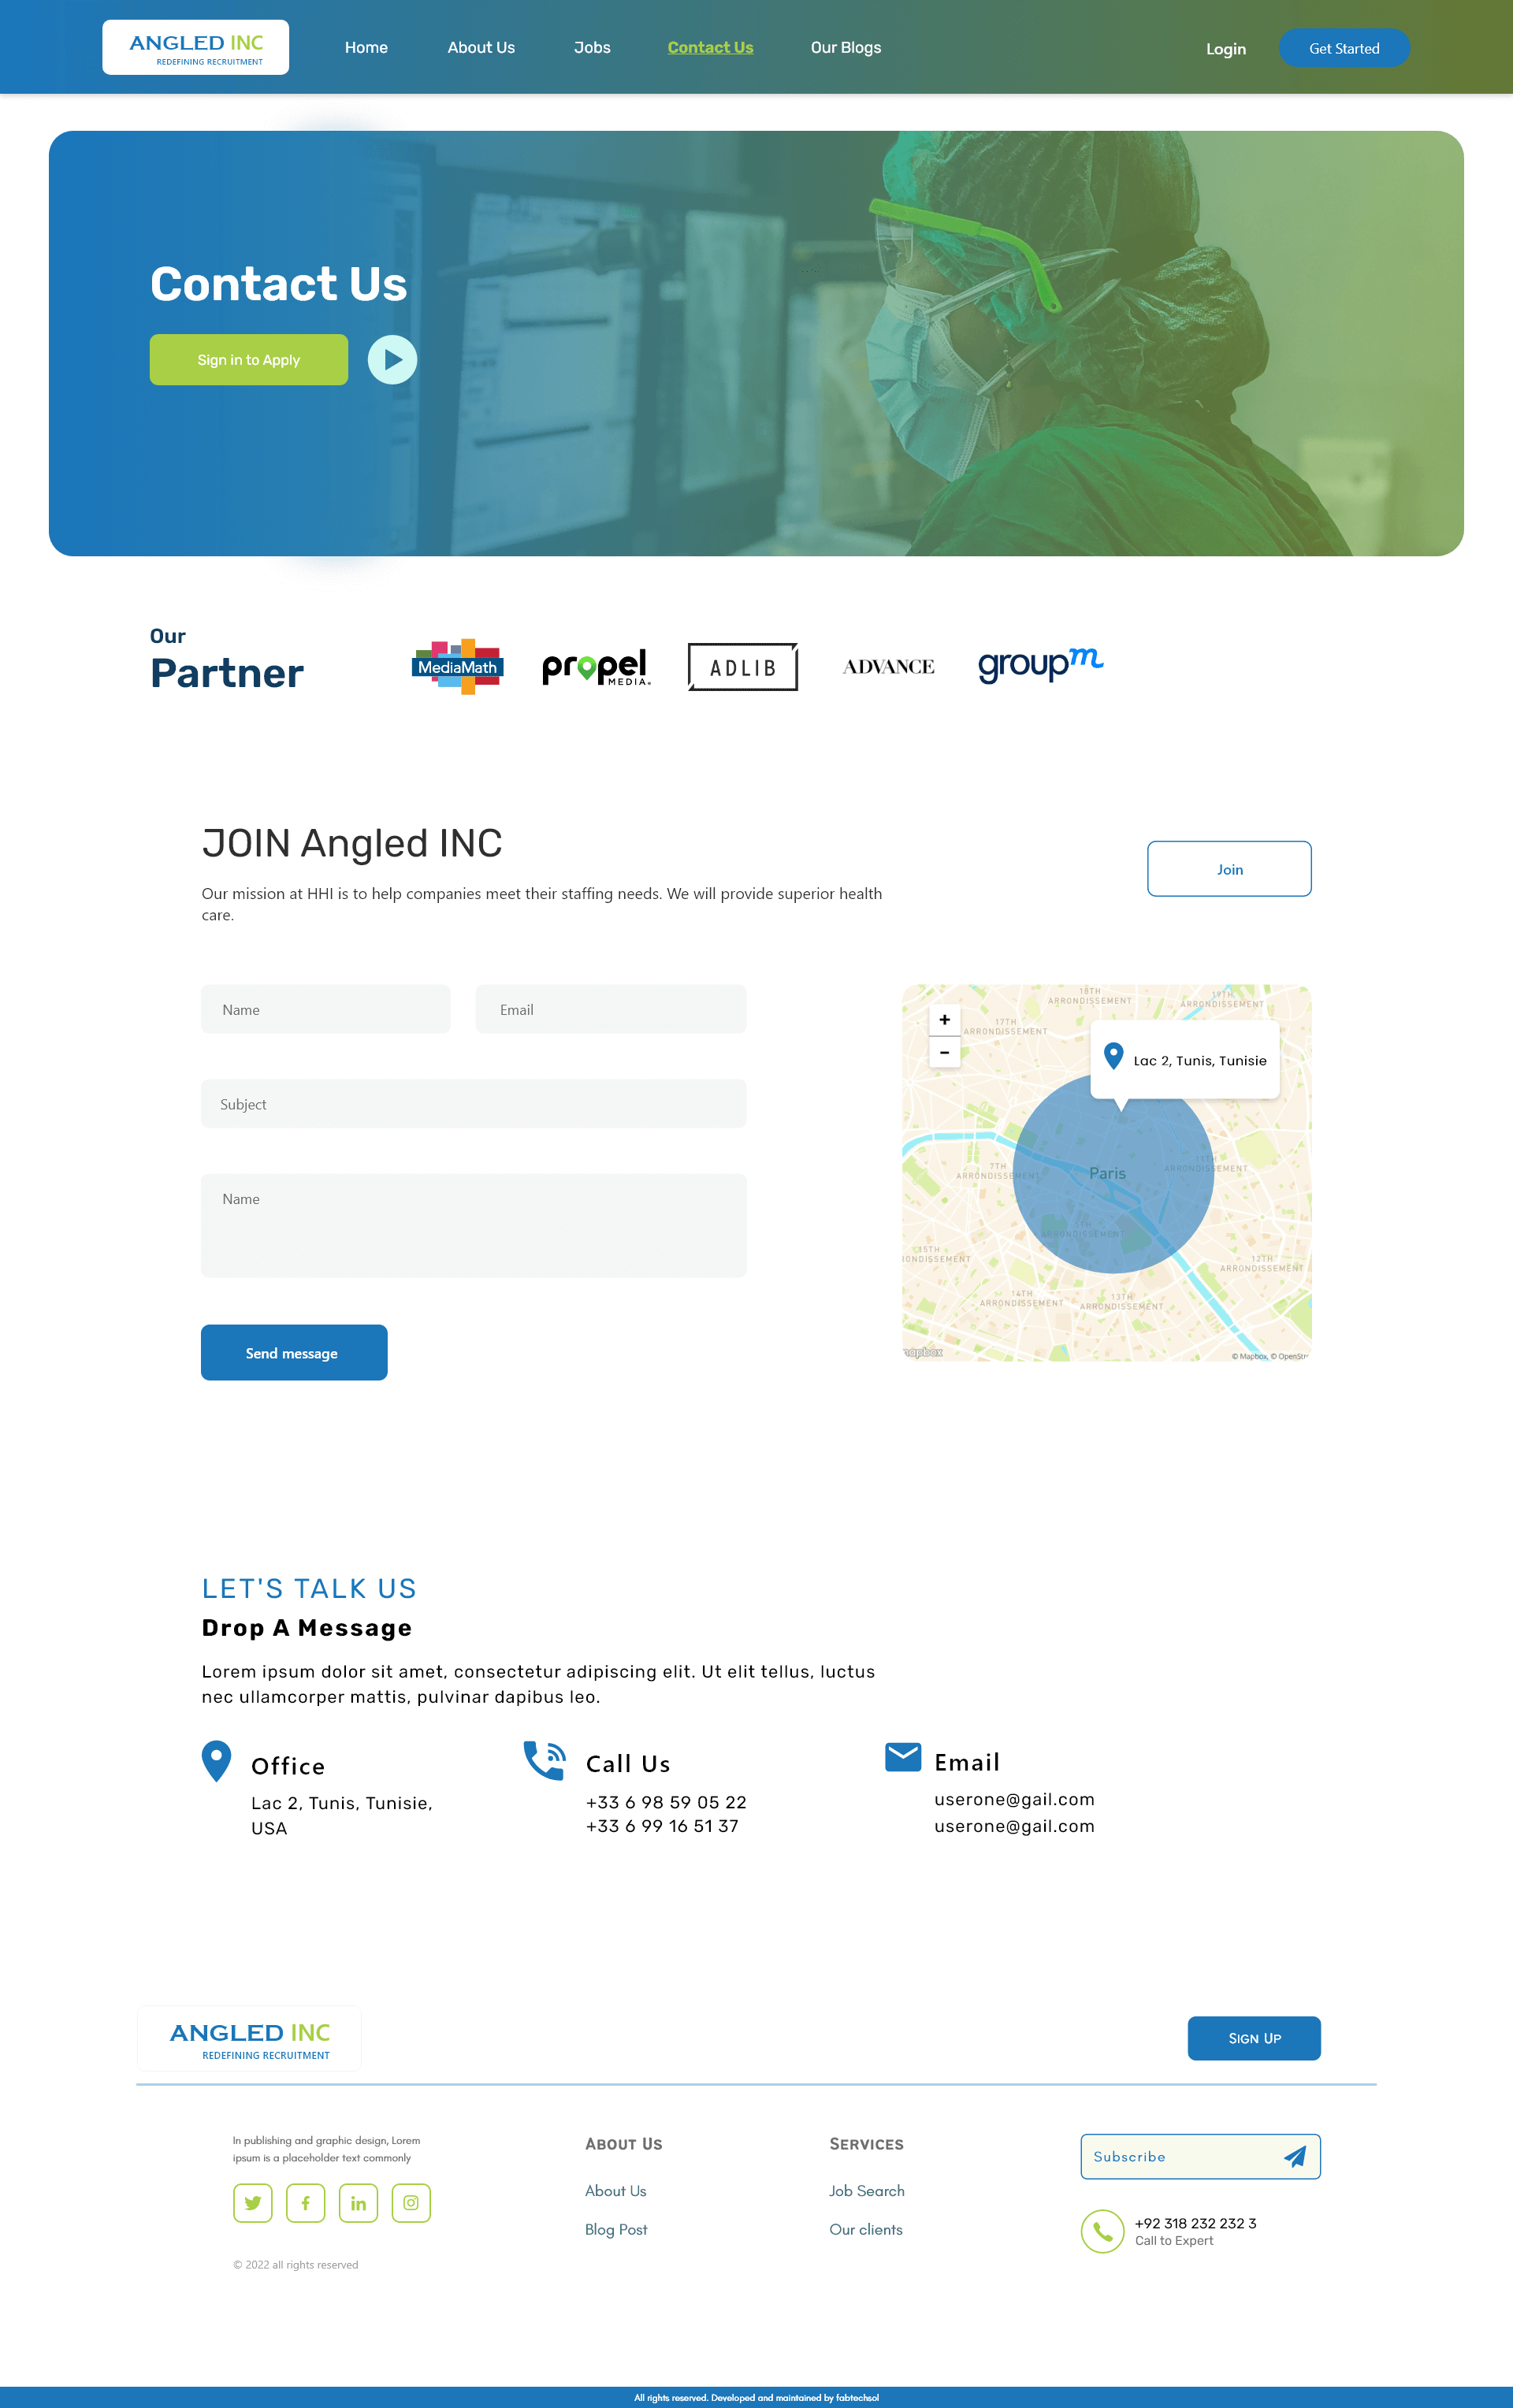 ANGLED INC
REDEFINING RECRUITMENT
Home
About Us
Jobs
Contact Us
Our Blogs
Login
Get Started
Contact Us
Sign in to Apply
Our
Partner
MediaMath
propel
MEDIA
ADLIB
ADVANCE
groupm
JOIN Angled INC
Our mission at HHI is to help companies meet their staffing needs. We will provide superior health
care.
Join
Name
Email
Subject
Name
Send message
18TH
ARRONDISSEMENT
19TH
ARRONDISSEMENT
17TH
ARRONDISSEMENT
+
-
Lac 2, Tunis, Tunisie
7TH
ARRONDISSEMENT
Paris
11TH
ARRONDISSEMENT
ARRONDISSEMENT
15TH
ONDISSEMENT
12TH
ARRONDISSEMENT
14TH
ARRONDISSEMENT
13TH
ARRONDISSEMENT
mapbox
© Mapbox, © OpenStr
LET'S TALK US
Drop A Message
Lorem ipsum dolor sit amet, consectetur adipiscing elit. Ut elit tellus, luctus
nec ullamcorper mattis, pulvinar dapibus leo.
Office
Lac 2, Tunis, Tunisie,
USA
Call Us
+33 6 98 59 05 22
+33 6 99 16 51 37
Email
userone@gail.com
userone@gail.com
ANGLED INC
REDEFINING RECRUITMENT
Sign Up
In publishing and graphic design, Lorem
ipsum is a placeholder text commonly
© 2022 all rights reserved
About Us
About Us
Blog Post
Services
Job Search
Our clients
Subscribe
+92 318 232 232 3
Call to Expert
All rights reserved. Developed and maintained by fabtechsol